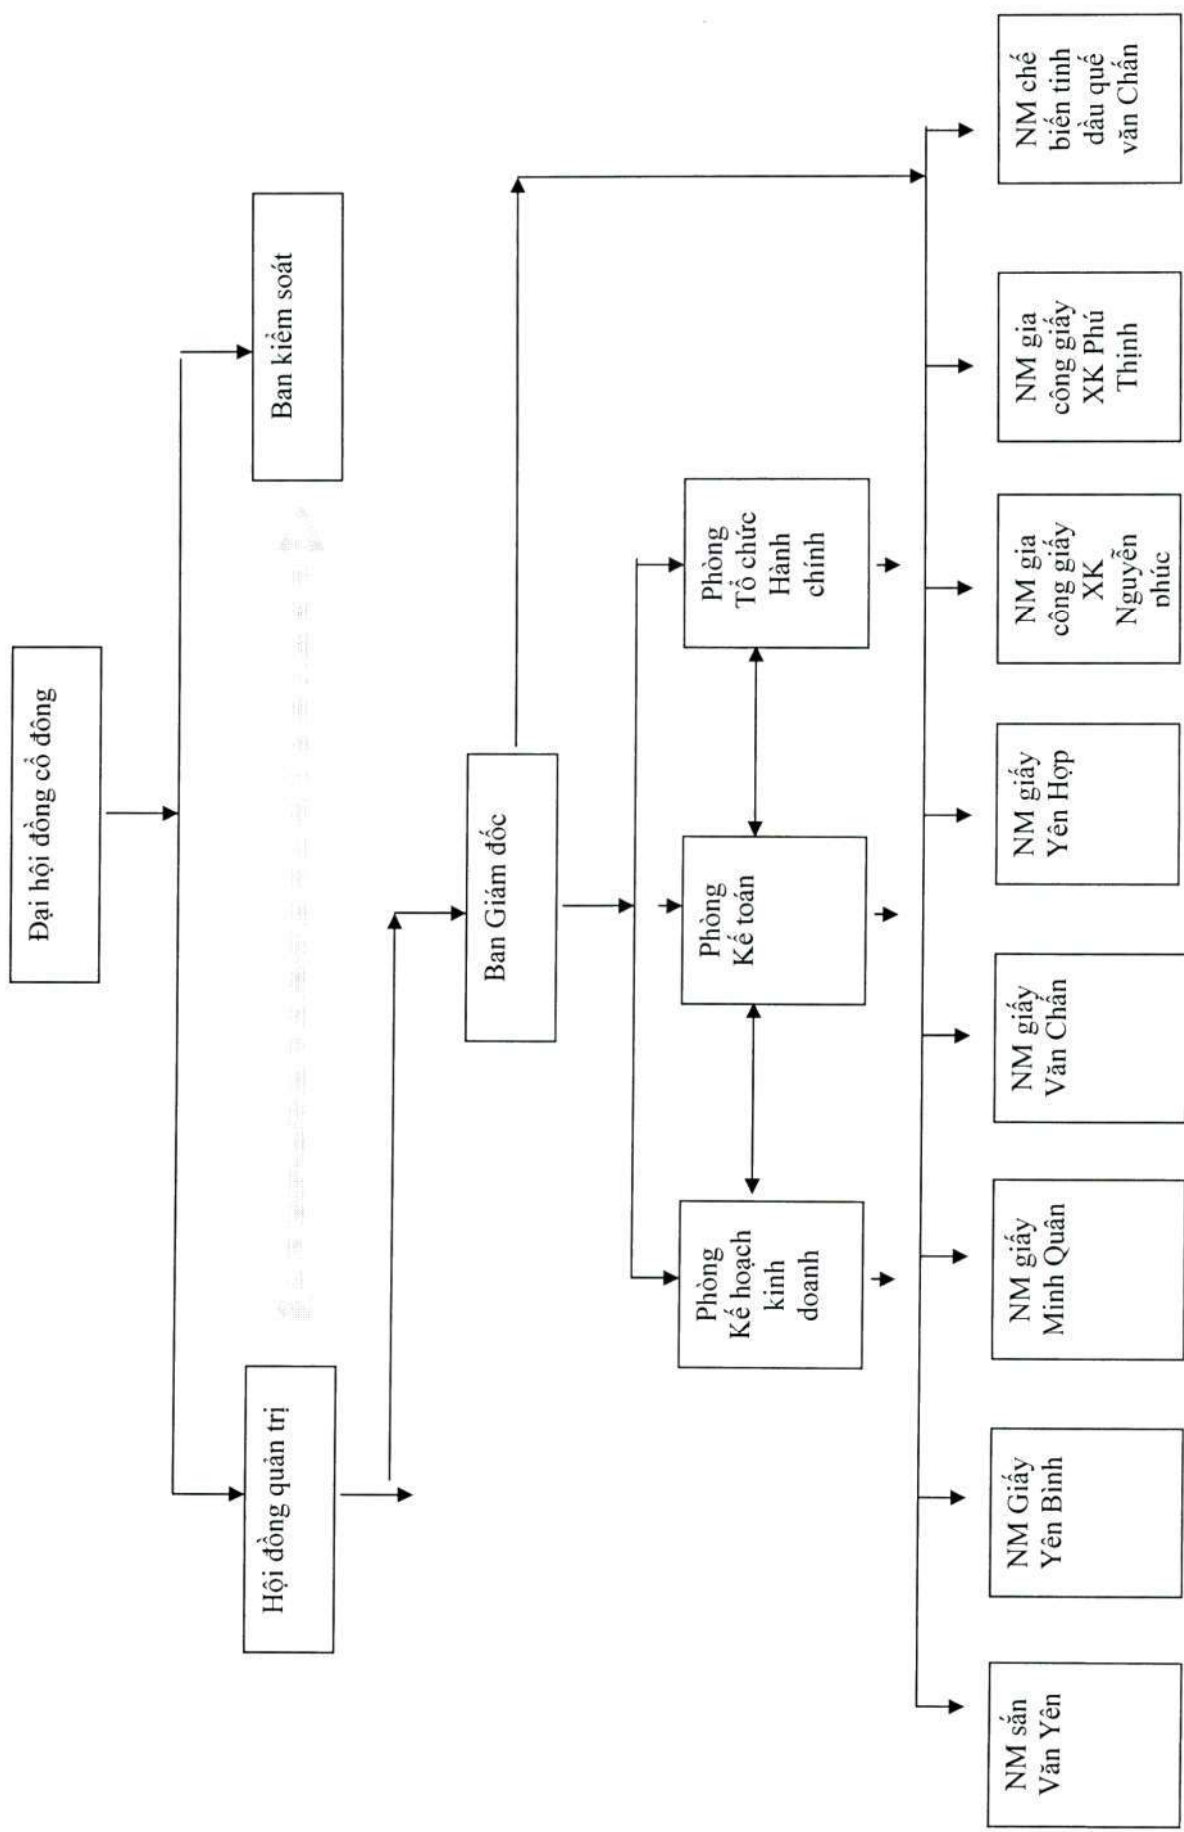 Đại hội đồng cổ đông
Hội đồng quản trị
Ban kiểm soát
Ban Giám đốc
Phòng
Kế hoạch
kinh
doanh
Phòng
Kế toán
Phòng
Tổ chức
Hành
chính
NM sắn
Văn Yên
NM Giấy
Yên Bình
NM giấy
Minh Quân
NM giấy
Văn Chấn
NM giấy
Yên Hợp
NM gia
công giấy
XK
Nguyễn
phúc
NM gia
công giấy
XK Phú
Thịnh
NM chế
biến tinh
dầu quế
văn Chấn